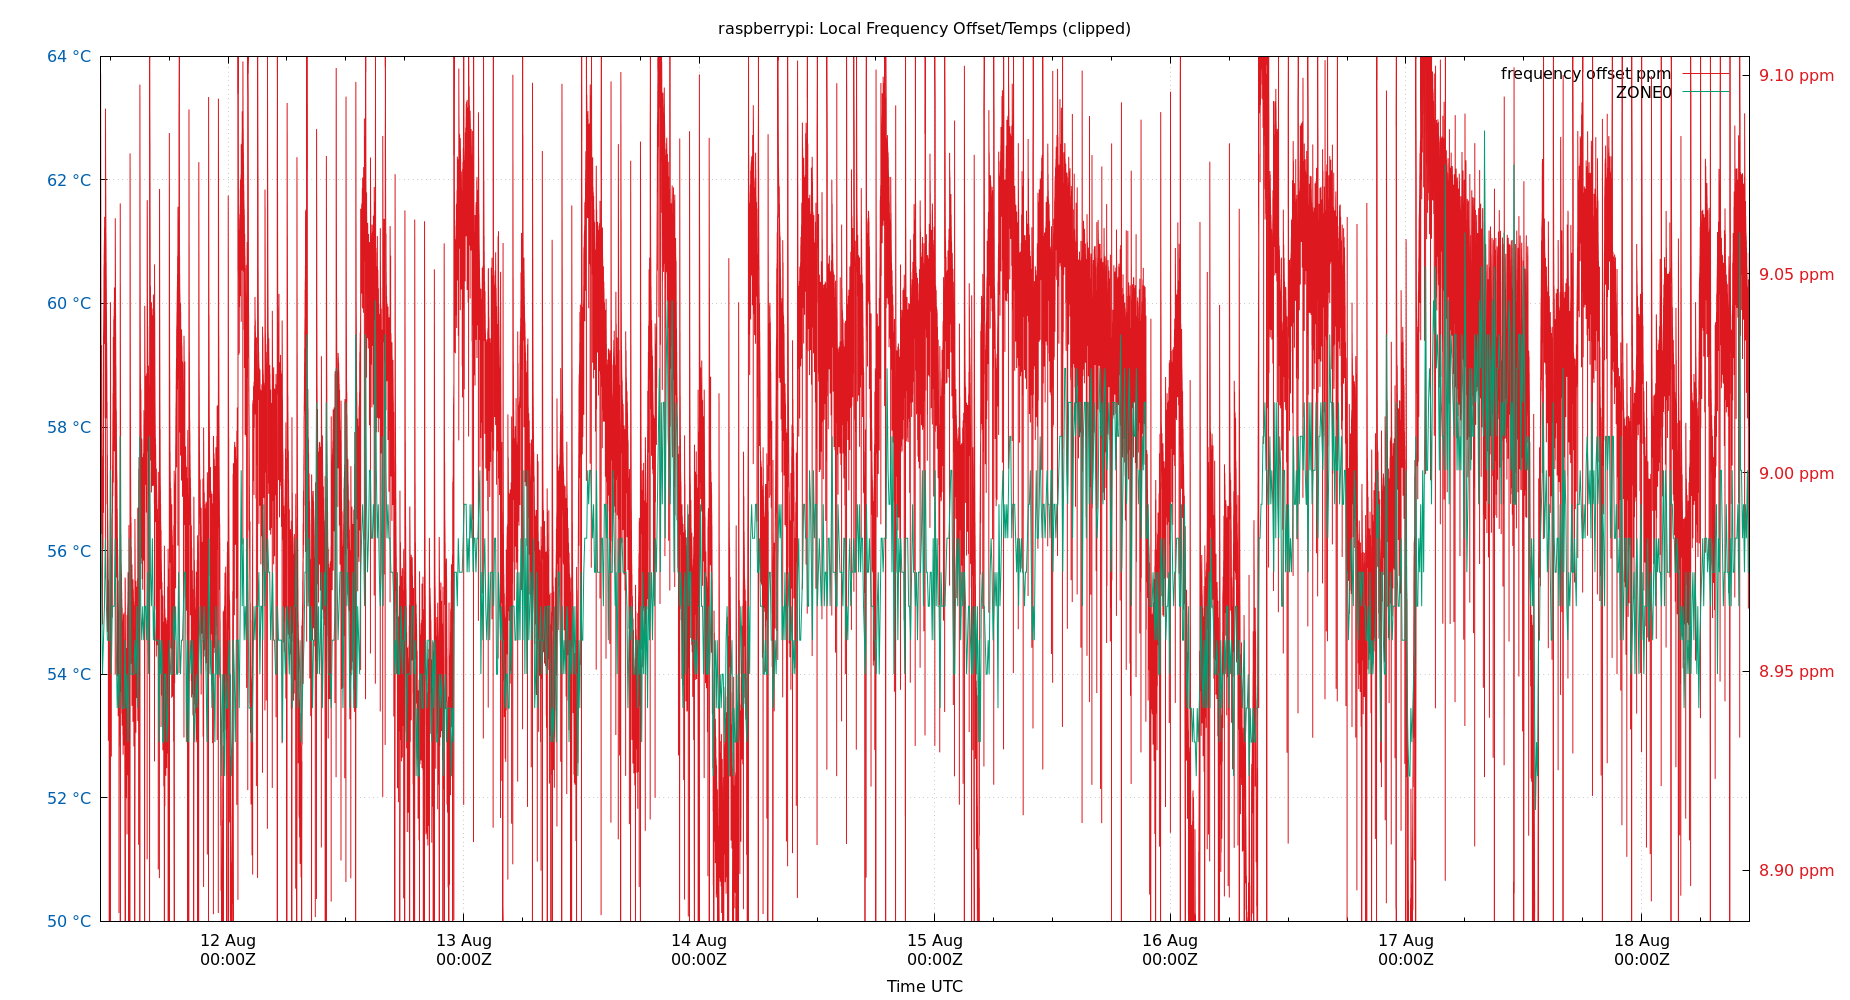 raspberrypi: Local Frequency Offset/Temps (clipped)
64 °C
62 °C
60 °C
58 °C
56 °C
54 °C
52 °C
50 °C
frequency offset ppm
ZONE0
9.10 ppm
9.05 ppm
9.00 ppm
8.95 ppm
8.90 ppm
12 Aug
00:00Z
13 Aug
00:00Z
14 Aug
00:00Z
15 Aug
00:00Z
16 Aug
00:00Z
17 Aug
00:00Z
18 Aug
00:00Z
Time UTC